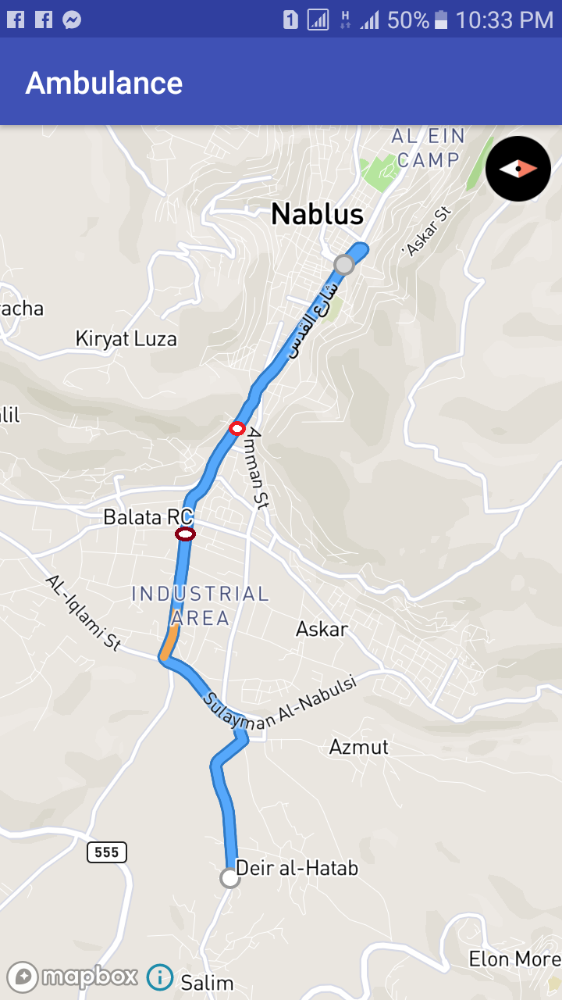 1 H 50% 10:33 PM
Ambulance
AL EIN
CAMP
Nablus
'Askar St
شارع القدس
racha
Kiryat Luza
lil
Amman St
Balata RC
INDUSTRIAL
AREA
AL-Iqlami St
Askar
Sulayman Al-Nabulsi
Azmut
555
Deir al-Hatab
Elon More
mapbox
i
Salim